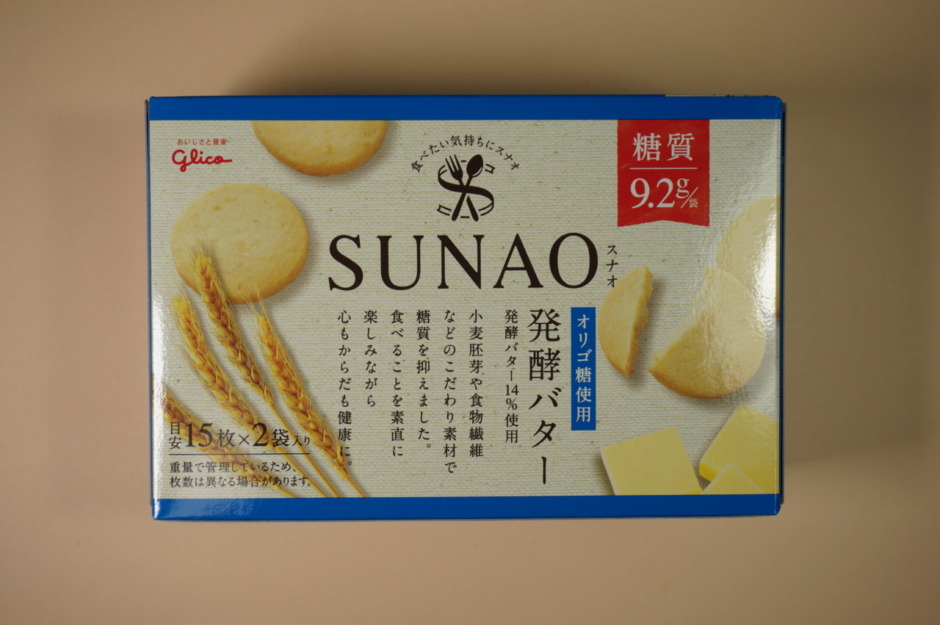 おいしさと健康
Glico
食べたい気持ちにスナオ
糖質
9.2g/袋
SUNAO
スナオ
オリゴ糖使用
発酵バター
発酵バター14%使用
小麦胚芽や食物繊維
などのこだわり素材で
糖質を抑えました。
食べることを素直に
楽しみながら
心もからだも健康に。
目安15枚×2袋入り
重量で管理しているため、
枚数は異なる場合があります。